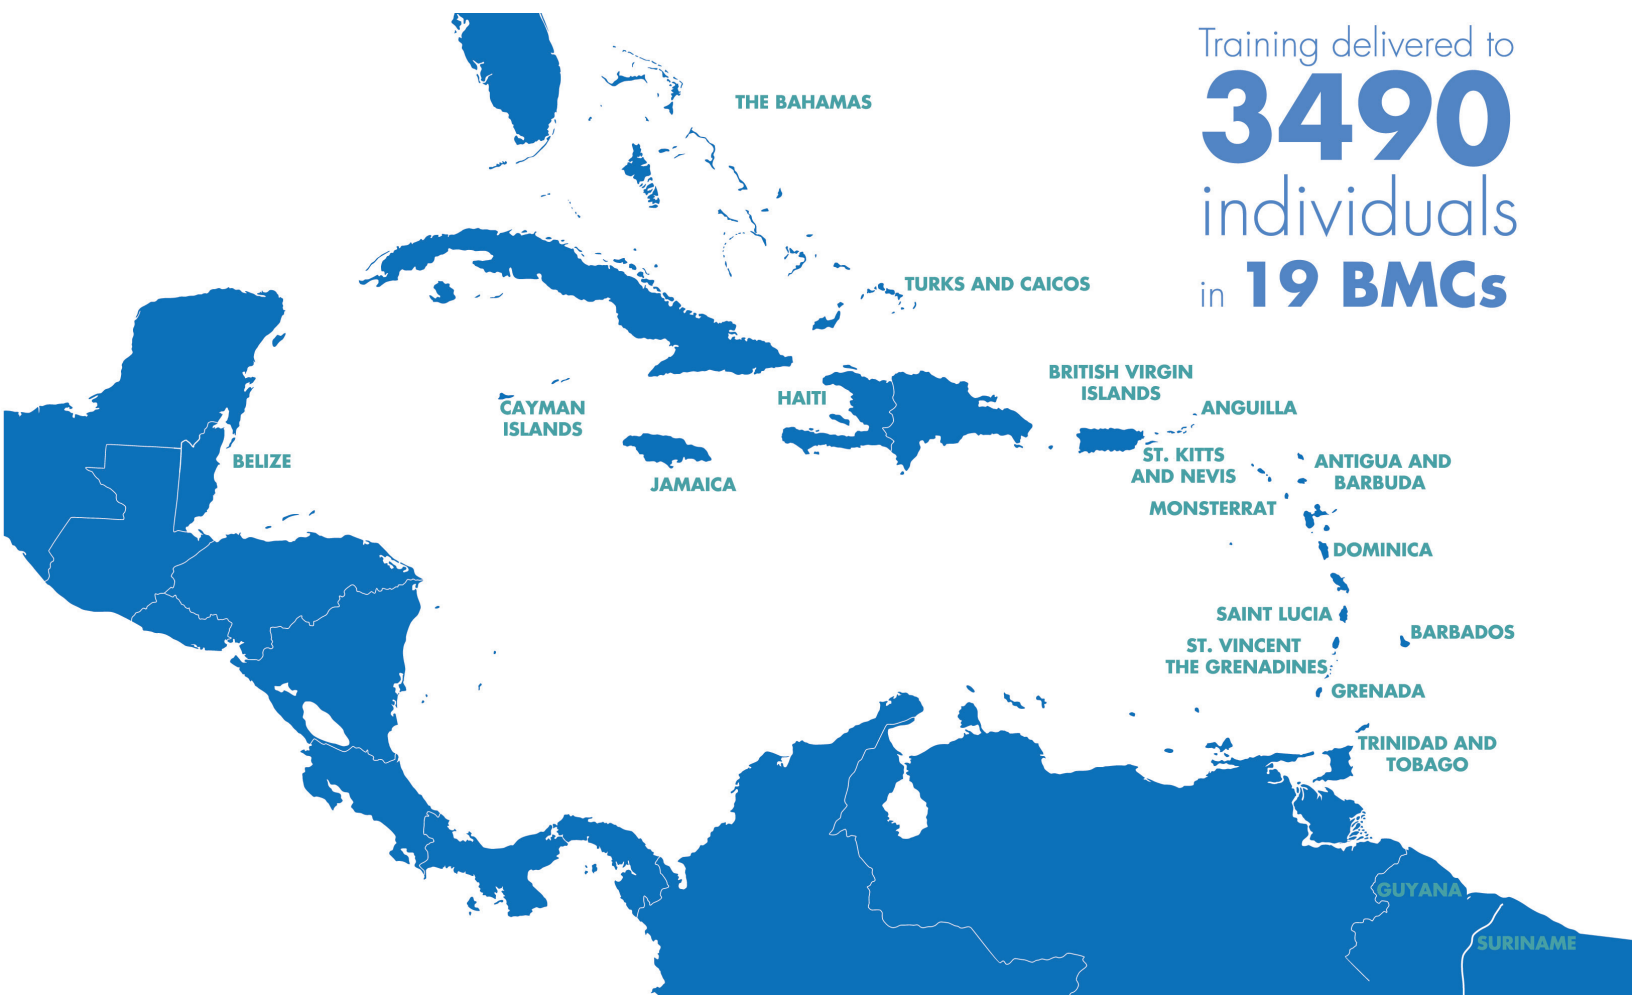 Training delivered to
3490
individuals
in 19 BMCs
THE BAHAMAS
TURKS AND CAICOS
BRITISH VIRGIN
ISLANDS
HAITI
CAYMAN
ISLANDS
ANGUILLA
BELIZE
JAMAICA
ST. KITTS
AND NEVIS
ANTIGUA AND
BARBUDA
MONSTERRAT
DOMINICA
SAINT LUCIA
BARBADOS
ST. VINCENT
THE GRENADINES
GRENADA
TRINIDAD AND
TOBAGO
GUYANA
SURINAME